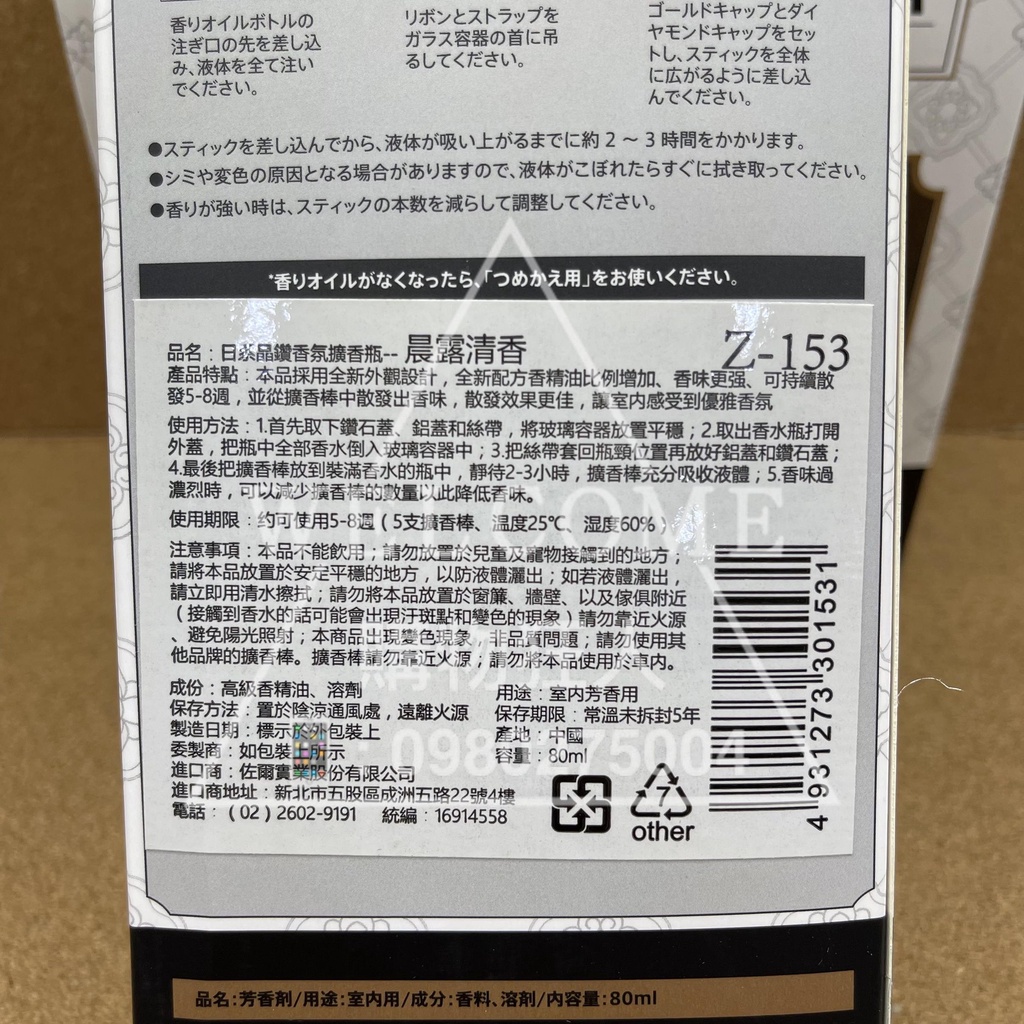 香りオイルボトルの
注ぎ口の先を差し込
み、液体を全て注い
でください。
リボンとストラップを
ガラス容器の首に吊
るしてください。
ゴールドキャップとダイ
ヤモンドキャップをセッ
トし、スティックを全体
に広がるように差し込
んでください。
●スティックを差し込んでから、液体が吸い上がるまでに約2～3時間をかかります。
●シミや変色の原因となる場合がありますので、液体がこぼれたらすぐに拭き取ってください。
●香りが強い時は、スティックの本数を減らして調整してください。
*香りオイルがなくなったら、「つめかえ用」をお使いください。
品名：日系晶鑽香氛擴香瓶--晨露清香
Z-153
產品特點：本品採用全新外觀設計，全新配方香精油比例增加、香味更强、可持續散
發5-8週，並從擴香棒中散發出香味，散發效果更佳，讓室内感受到優雅香氛
使用方法：1.首先取下鑽石蓋、鋁蓋和絲帶，將玻璃容器放置平穩；2.取出香水瓶打開
外蓋，把瓶中全部香水倒入玻璃容器中；3.把絲帶套回瓶頸位置再放好鋁蓋和鑽石蓋；
4.最後把擴香棒放到裝滿香水的瓶中，靜待2-3小時，擴香棒充分吸收液體；5.香味過
濃烈時，可以減少擴香棒的數量以此降低香味。
使用期限：約可使用5-8週（5支擴香棒、温度25℃、湿度60%）
注意事項：本品不能飲用；請勿放置於兒童及寵物接觸到的地方；
請將本品放置於安定平穩的地方，以防液體灑出；如若液體灑出，
請立即用清水擦拭；請勿將本品放置於窗簾、牆壁、以及傢俱附近
（接觸到香水的話可能會出現汙斑點和變色的現象）請勿靠近火源
、避免陽光照射；本商品出現變色現象，非品質問題；請勿使用其
他品牌的擴香棒。擴香棒請勿靠近火源；請勿將本品使用於車内。
成份：高級香精油、溶劑
用途：室内芳香用
保存方法：置於陰涼通風處，遠離火源
保存期限：常溫未拆封5年
製造日期：標示於外包裝上
產地：中國
委製商：如包裝上所示
容量：80ml
進口商：佐爾實業股份有限公司
進口商地址：新北市五股區成洲五路22號4樓
電話：（02）2602-9191 統編：16914558
7
other
4 931273 301531
WELCOME
品名:芳香剤/用途:室内用/成分:香料、溶剤/内容量:80ml